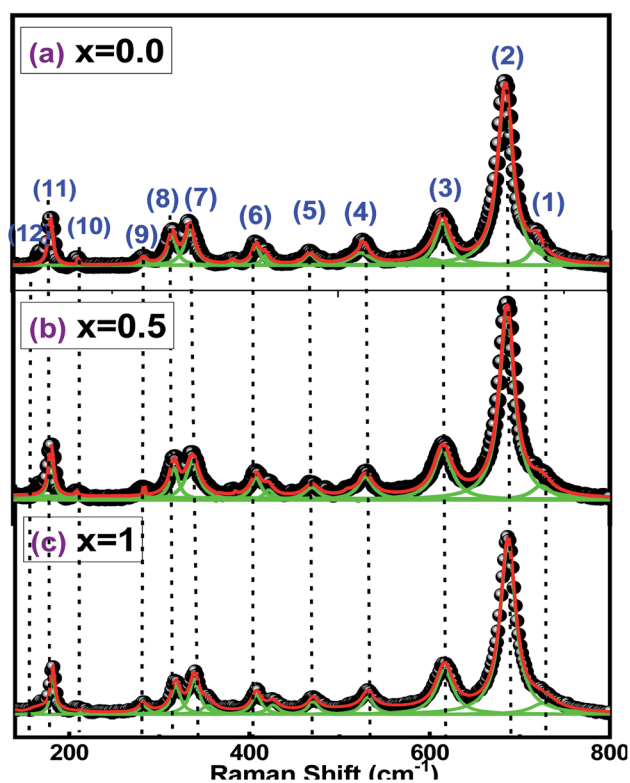 (a) x=0.0
(2)
(11)
(8) (7)
(3)
(12)
(10)
(9)
(6)
(5)
(4)
(1)
(b) x=0.5
(c) x=1
200 400 600 800
Raman Shift (cm-1)